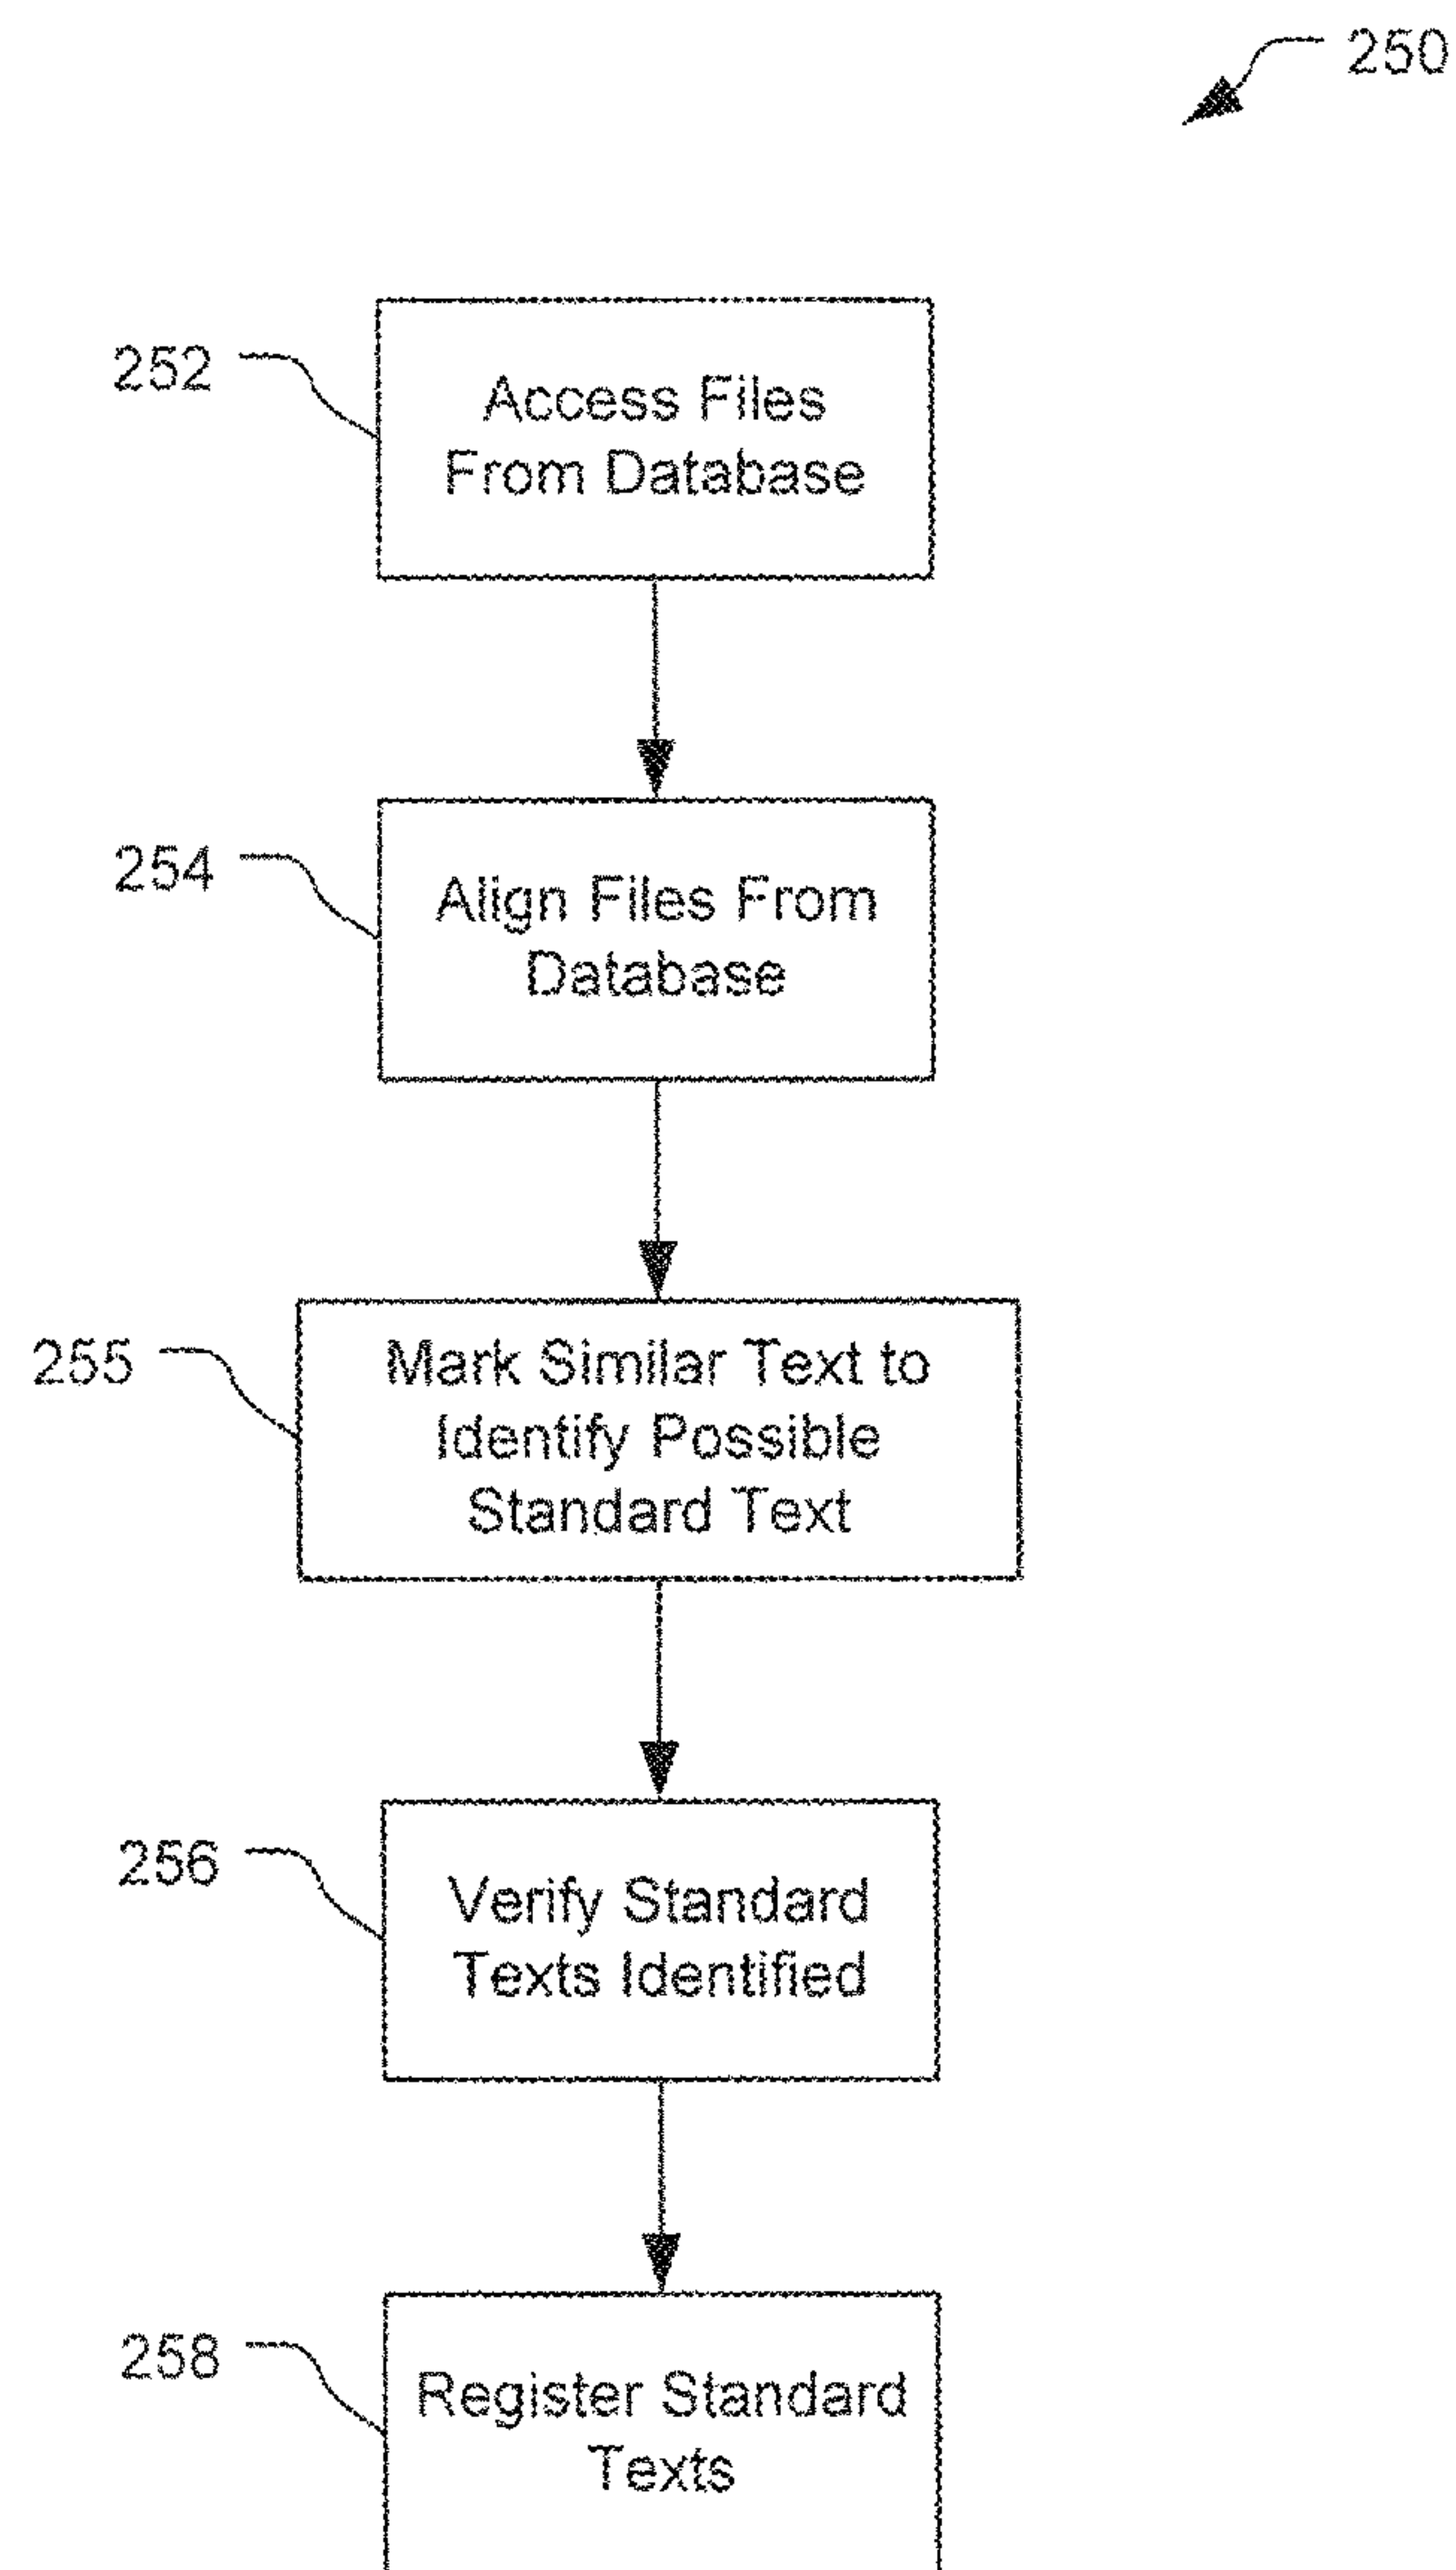 250
252
Access Files
From Database
254
Align Files From
Database
255
Mark Similar Text to
Identify Possible
Standard Text
256
Verify Standard
Texts Identified
258
Register Standard
Texts